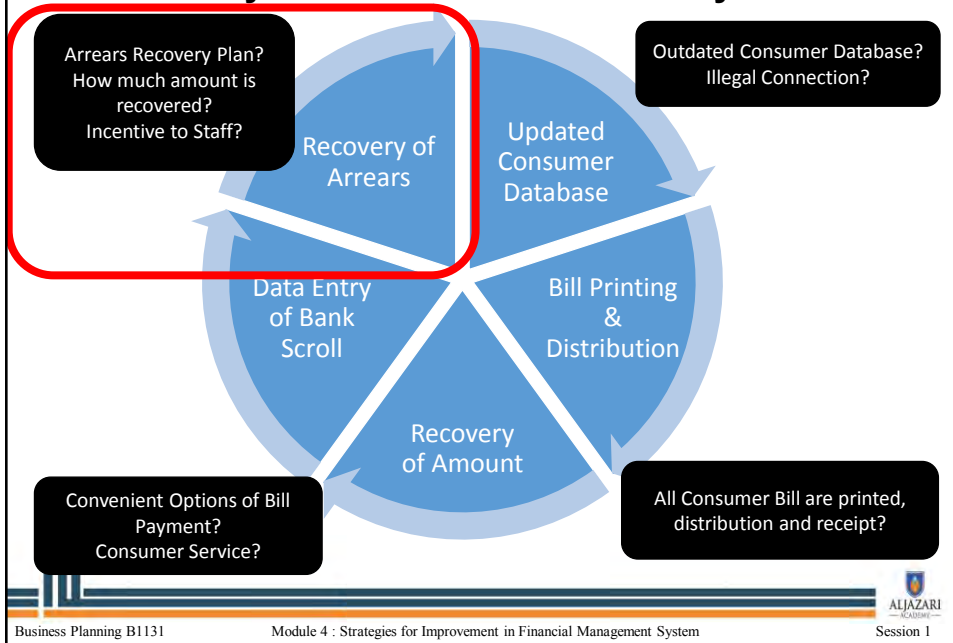 Arrears Recovery Plan?
How much amount is
recovered?
Incentive to Staff?
Outdated Consumer Database?
Illegal Connection?
Recovery of
Arrears
Updated
Consumer
Database
Data Entry
of Bank
Scroll
Bill Printing
&
Distribution
Recovery
of Amount
Convenient Options of Bill
Payment?
Consumer Service?
All Consumer Bill are printed,
distribution and receipt?
ALJAZARI
ACADEMY
Business Planning B1131
Module 4 : Strategies for Improvement in Financial Management System
Session 1